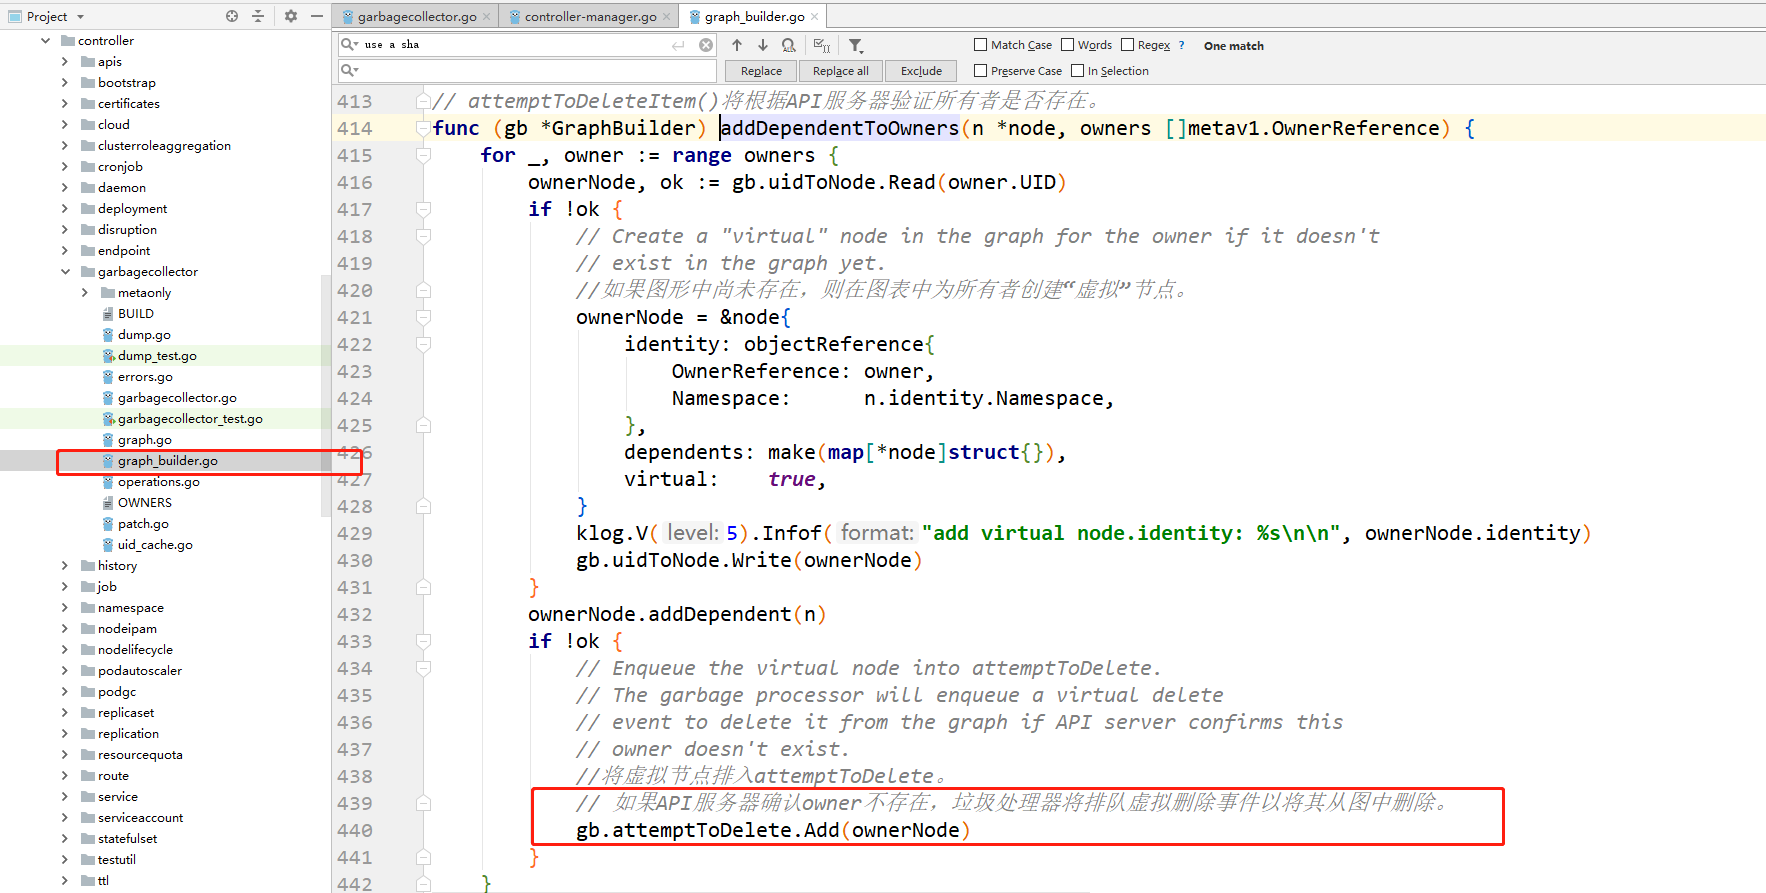 Project
garbagecollector.go
controller-manager.go
graph_builder.go
use a sha
Match Case
Words
Regex
?
One match
Replace
Replace all
Exclude
Preserve Case
In Selection
controller
apis
bootstrap
certificates
cloud
clusterroleaggregation
cronjob
daemon
deployment
disruption
endpoint
garbagecollector
metaonly
BUILD
dump.go
dump_test.go
errors.go
garbagecollector.go
garbagecollector_test.go
graph.go
graph_builder.go
operations.go
OWNERS
patch.go
uid_cache.go
history
job
namespace
nodeipam
nodelifecycle
podautoscaler
podgc
replicaset
replication
resourcequota
route
service
serviceaccount
statefulset
testutil
ttl
413 // attemptToDeleteItem()将根据API服务器验证所有者是否存在。
414 func (gb *GraphBuilder) addDependentToOwners(n *node, owners []metav1.OwnerReference) {
415 for _, owner := range owners {
416 ownerNode, ok := gb.uidToNode.Read(owner.UID)
417 if !ok {
418 // Create a "virtual" node in the graph for the owner if it doesn't
419 // exist in the graph yet.
420 //如果图形中尚未存在，则在图表中为所有者创建“虚拟”节点。
421 ownerNode = &node{
422 identity: objectReference{
423 OwnerReference: owner,
424 Namespace: n.identity.Namespace,
425 },
426 dependents: make(map[*node]struct{}),
427 virtual: true,
428 }
429 klog.V( level: 5).Infof( format: "add virtual node.identity: %s\n\n", ownerNode.identity)
430 gb.uidToNode.Write(ownerNode)
431 }
432 ownerNode.addDependent(n)
433 if !ok {
434 // Enqueue the virtual node into attemptToDelete.
435 // The garbage processor will enqueue a virtual delete
436 // event to delete it from the graph if API server confirms this
437 // owner doesn't exist.
438 //将虚拟节点排入attemptToDelete。
439 // 如果API服务器确认owner不存在，垃圾处理器将排队虚拟删除事件以将其从图中删除。
440 gb.attemptToDelete.Add(ownerNode)
441 }
442 }